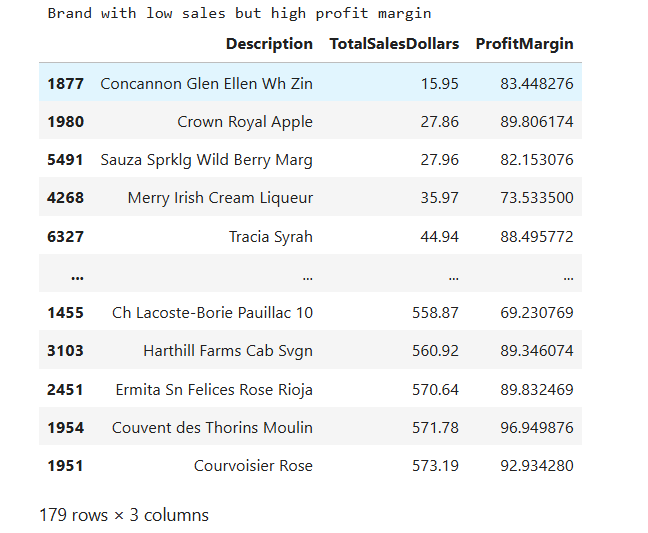 Brand with low sales but high profit margin
Description TotalSalesDollars ProfitMargin
1877 Concannon Glen Ellen Wh Zin 15.95 83.448276
1980 Crown Royal Apple 27.86 89.806174
5491 Sauza Sprklg Wild Berry Marg 27.96 82.153076
4268 Merry Irish Cream Liqueur 35.97 73.533500
6327 Tracia Syrah 44.94 88.495772
... ... ... ...
1455 Ch Lacoste-Borie Pauillac 10 558.87 69.230769
3103 Harthill Farms Cab Svgn 560.92 89.346074
2451 Ermita Sn Felices Rose Rioja 570.64 89.832469
1954 Couvent des Thorins Moulin 571.78 96.949876
1951 Courvoisier Rose 573.19 92.934280
179 rows × 3 columns